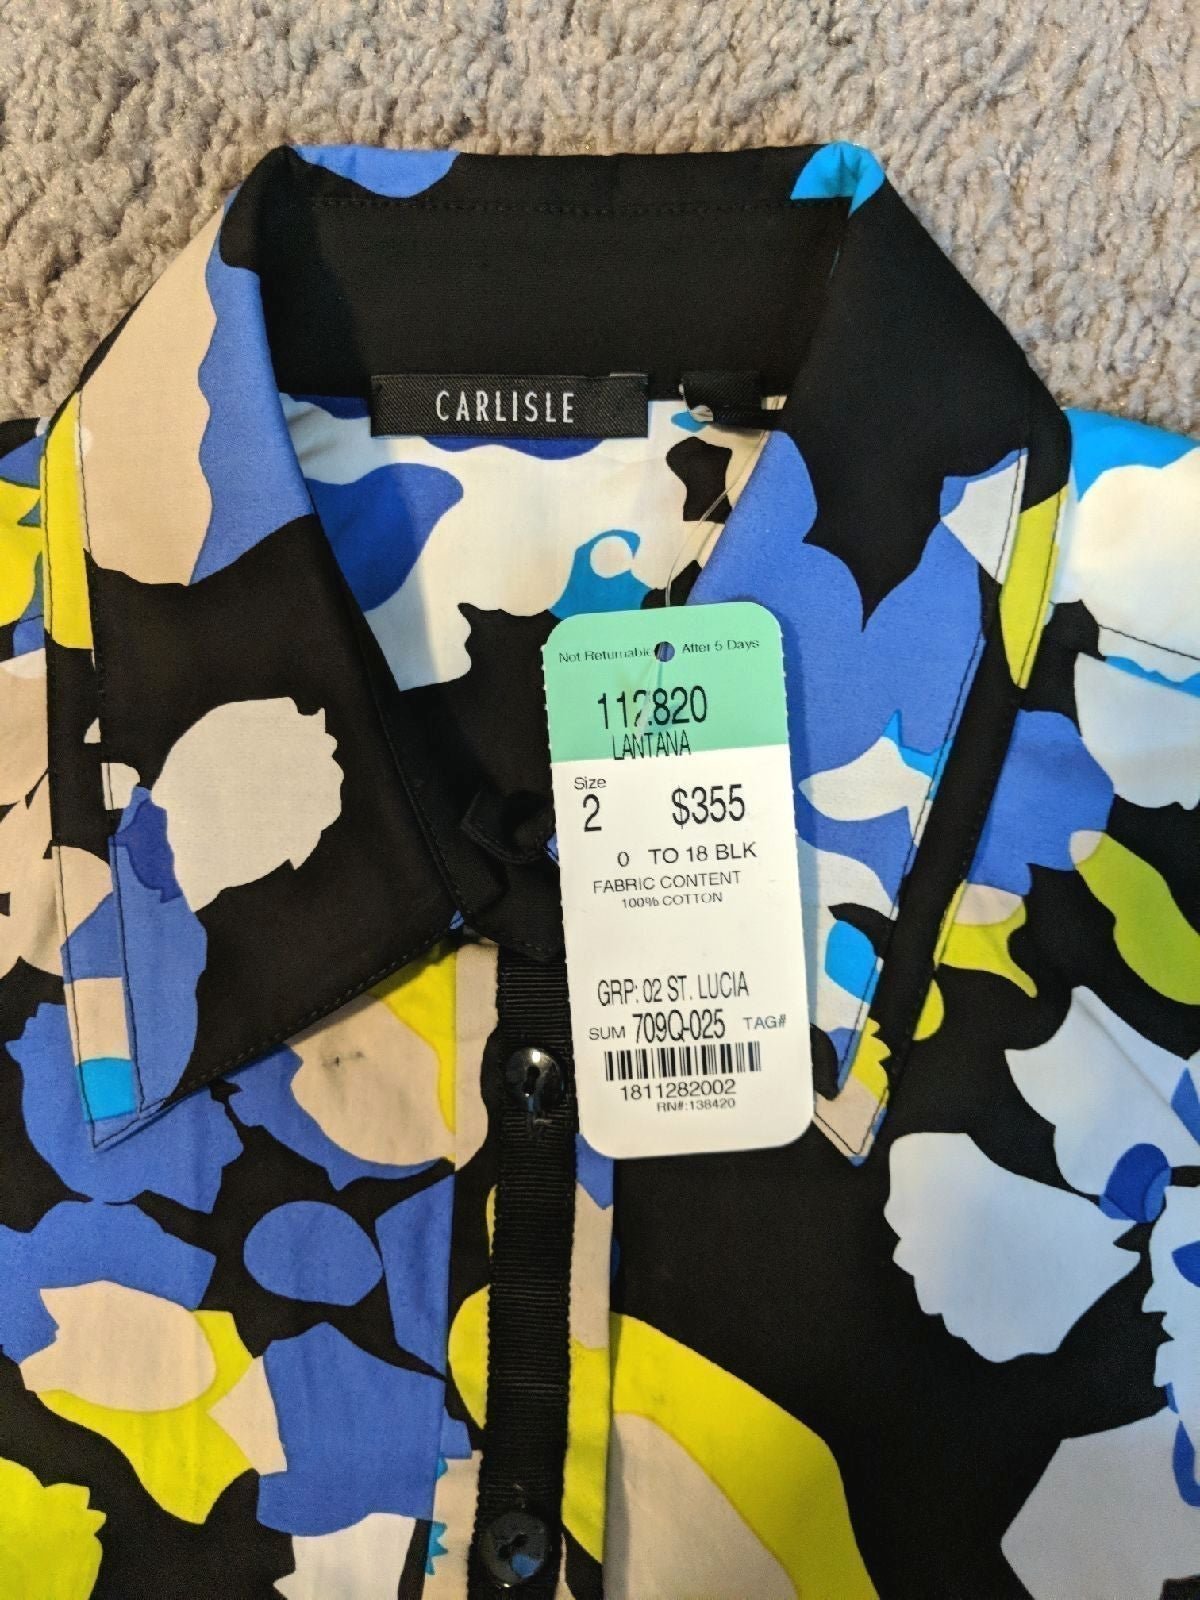 CARLISLE
Not Returnable After 5 Days
112820
LANTANA
Size
2 $355
0 TO 18 BLK
FABRIC CONTENT
100% COTTON
GRP: 02 ST. LUCIA
SUM 709Q-025 TAG#
1811282002
RN#:138420